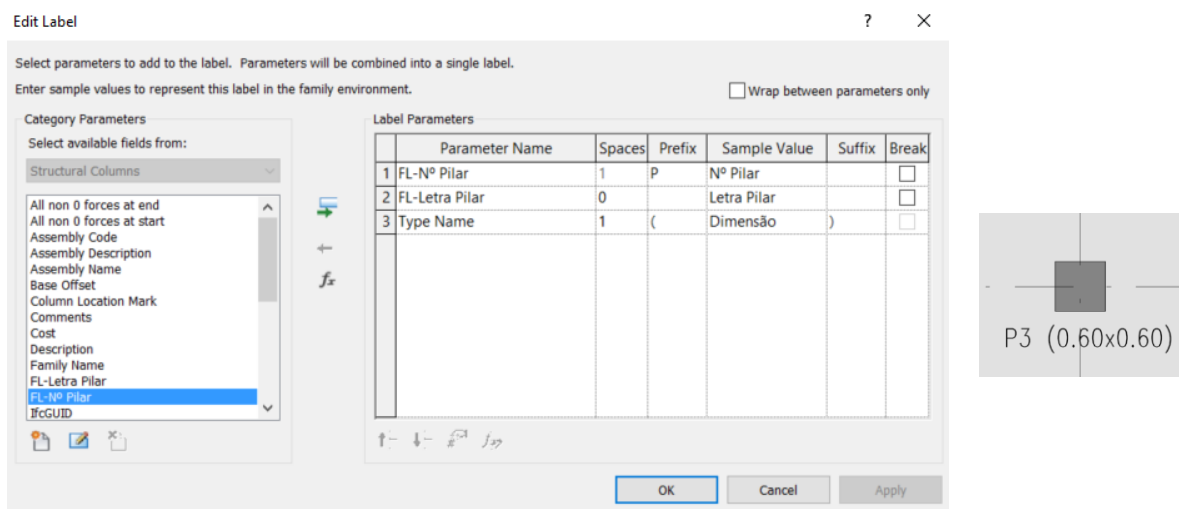 Edit Label
?
Select parameters to add to the label. Parameters will be combined into a single label.
Enter sample values to represent this label in the family environment.
Wrap between parameters only
Category Parameters
Select available fields from:
Structural Columns
All non 0 forces at end
All non 0 forces at start
Assembly Code
Assembly Description
Assembly Name
Base Offset
Column Location Mark
Comments
Cost
Description
Family Name
FL-Letra Pilar
FL-Nº Pilar
IfcGUID
fx
Label Parameters
Parameter Name Spaces Prefix Sample Value Suffix Break
1 FL-Nº Pilar 1 P Nº Pilar
2 FL-Letra Pilar 0 Letra Pilar
3 Type Name 1 ( Dimensão )
OK Cancel Apply
P3 (0.60x0.60)